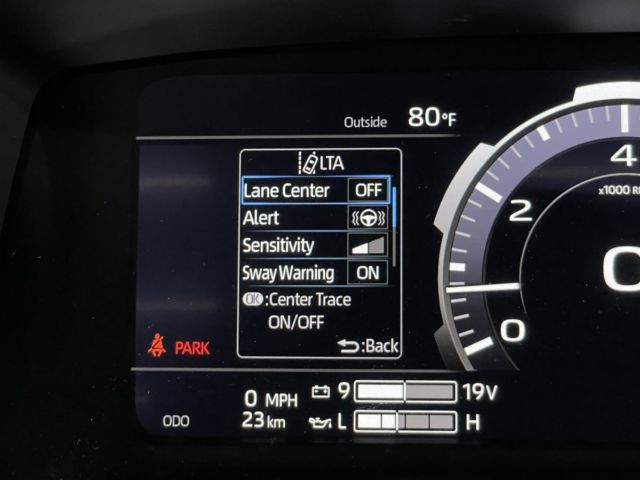 Outside 80°F
LTA
Lane Center OFF
Alert
Sensitivity
Sway Warning ON
OK:Center Trace
ON/OFF
:Back
PARK
4
x1000 R
2
0
0
0 MPH
ODO 23 km
9 19V
L H